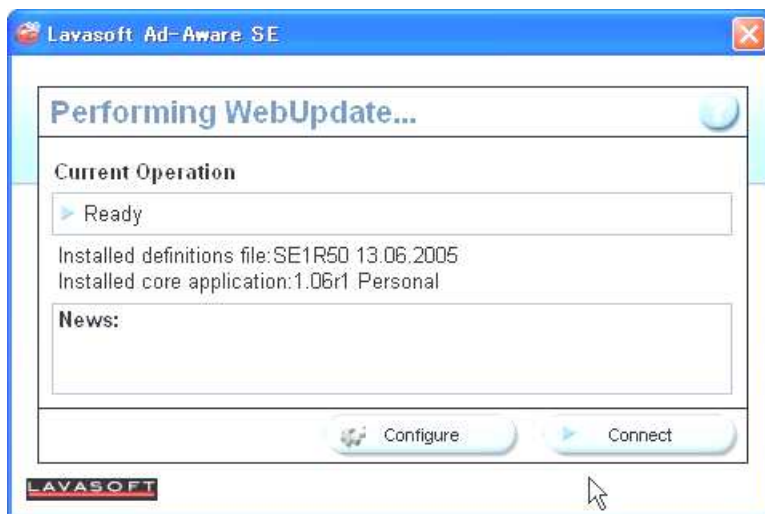 Lavasoft Ad-Aware SE
Performing WebUpdate...
Current Operation
Ready
Installed definitions file:SE1R50 13.06.2005
Installed core application:1.06r1 Personal
News:
Configure
Connect
LAVASOFT